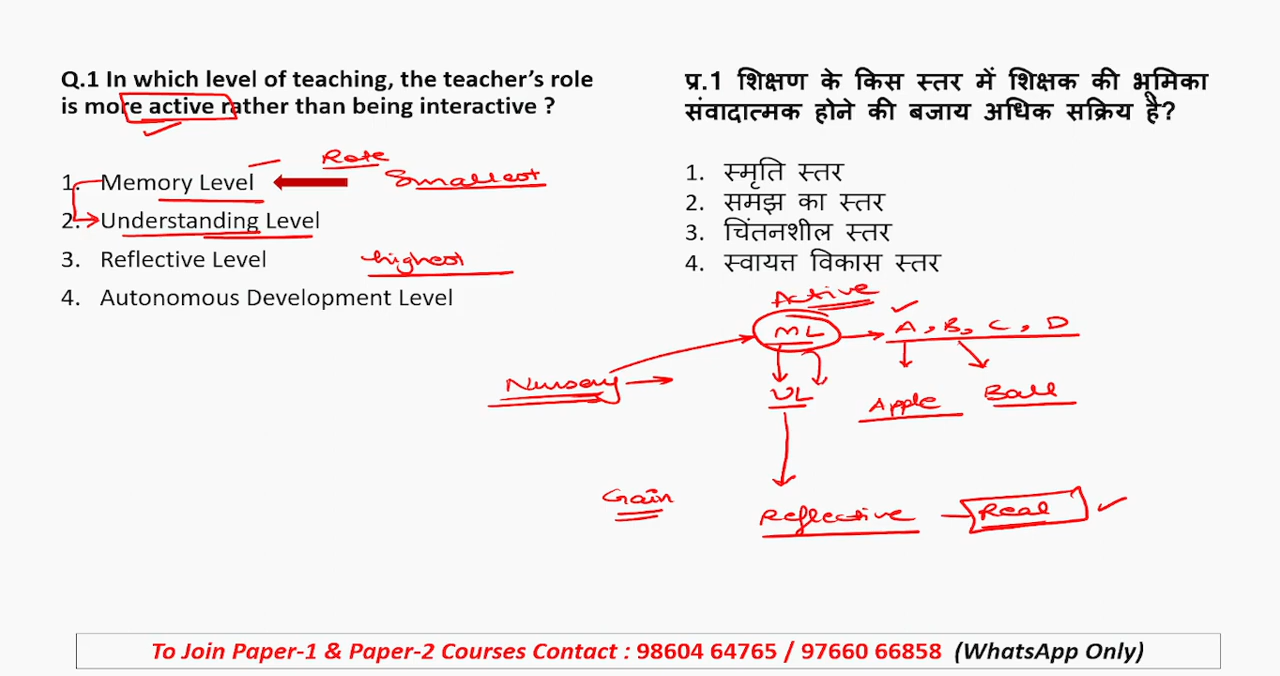 Q.1 In which level of teaching, the teacher's role
is more active rather than being interactive ?
1. Memory Level
Rote
Smallest
2. Understanding Level
3. Reflective Level
highest
4. Autonomous Development Level
प्र.1 शिक्षण के किस स्तर में शिक्षक की भूमिका
संवादात्मक होने की बजाय अधिक सक्रिय है?
1. स्मृति स्तर
2. समझ का स्तर
3. चिंतनशील स्तर
4. स्वायत्त विकास स्तर
Active
ML
A, B, C, D
Nursery
UL
Apple
Ball
Gain
Reflective
Real
To Join Paper-1 & Paper-2 Courses Contact : 98604 64765 / 97660 66858 (WhatsApp Only)